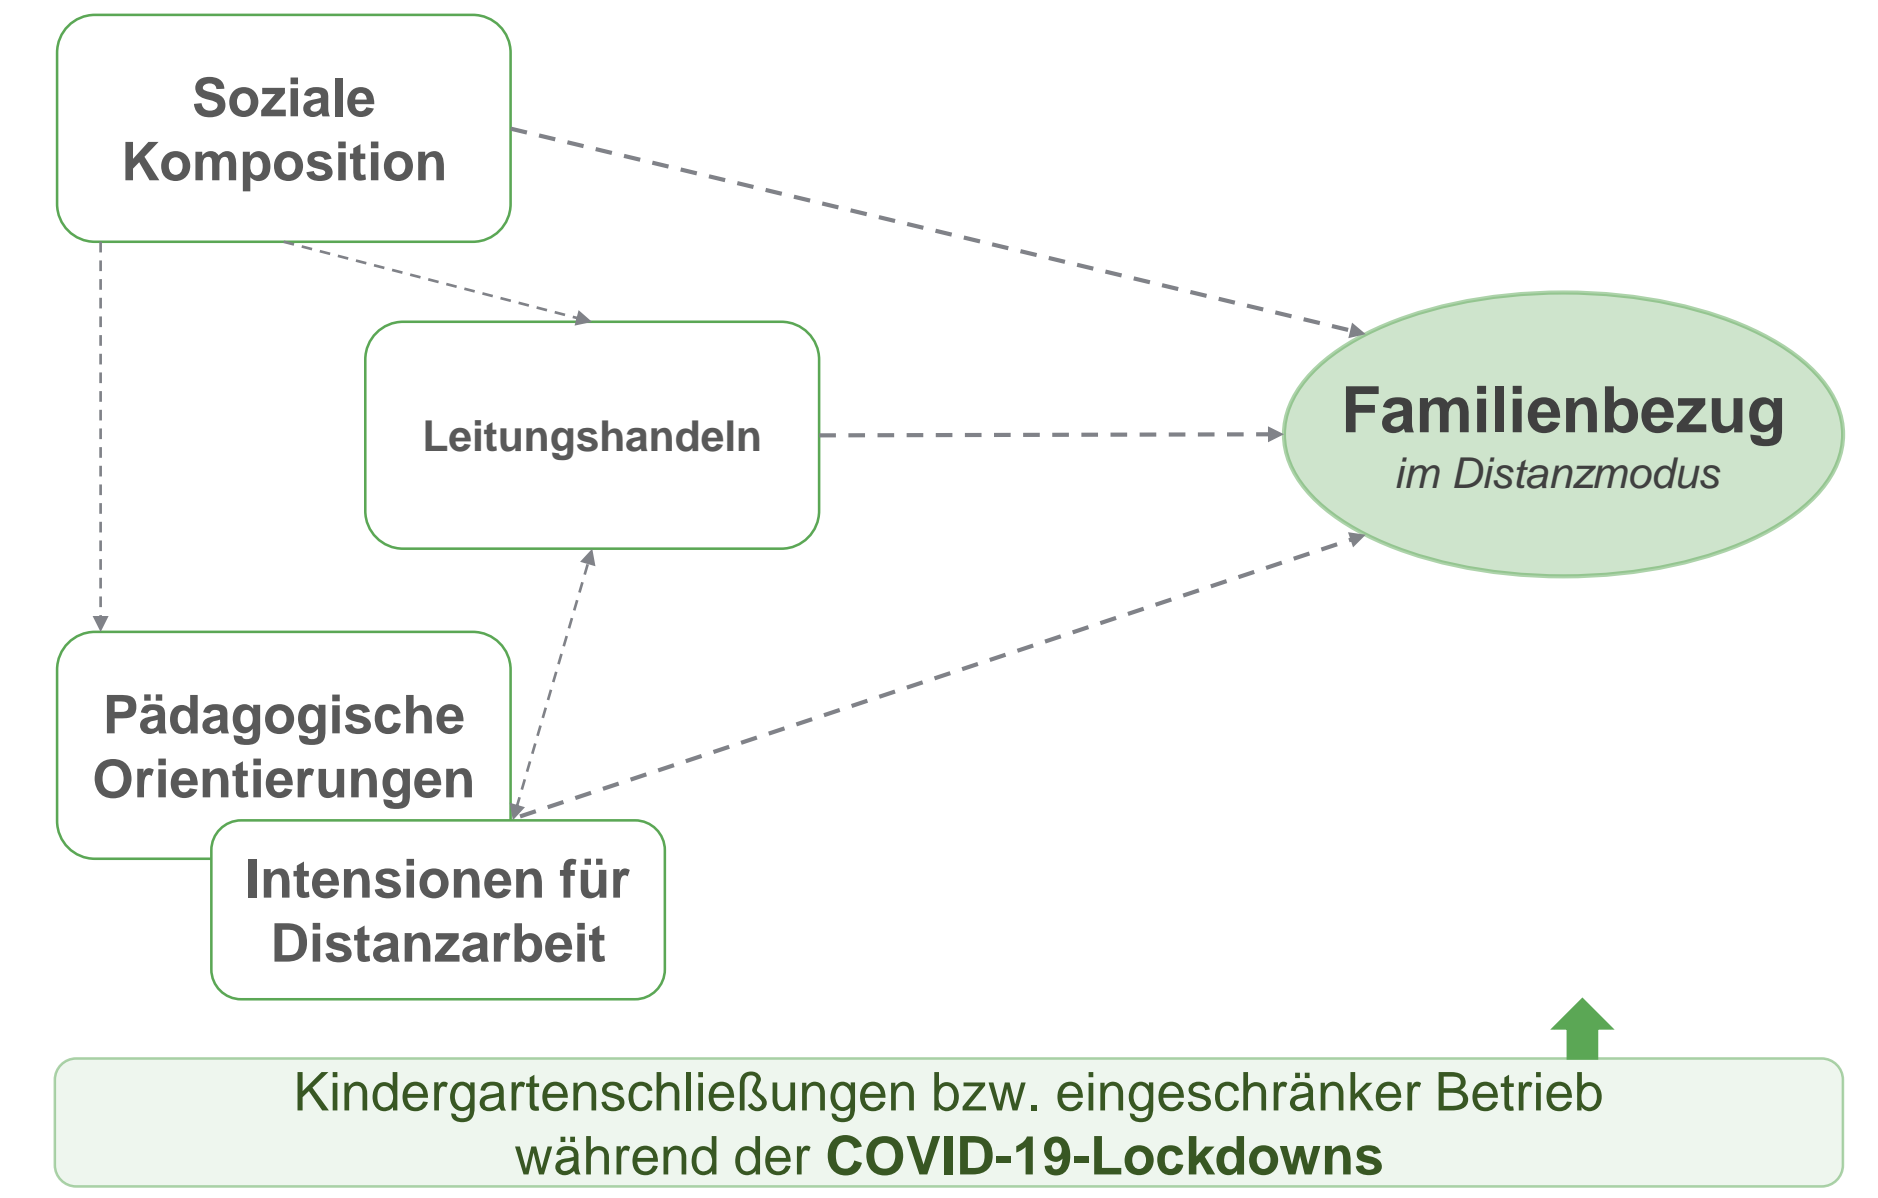 Soziale
Komposition
Leitungshandeln
Familienbezug
im Distanzmodus
Pädagogische
Orientierungen
Intensionen für
Distanzarbeit
Kindergartenschließungen bzw. eingeschränker Betrieb
während der COVID-19-Lockdowns